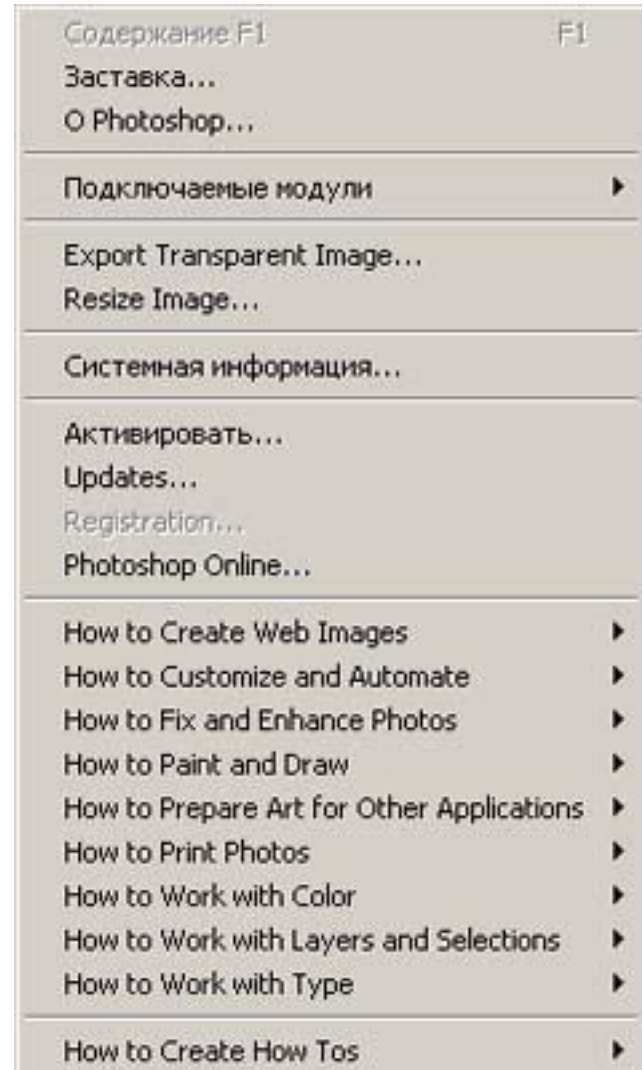 Содержание F1 F1
Заставка...
О Photoshop...
Подключаемые модули
Export Transparent Image...
Resize Image...
Системная информация...
Активировать...
Updates...
Registration...
Photoshop Online...
How to Create Web Images
How to Customize and Automate
How to Fix and Enhance Photos
How to Paint and Draw
How to Prepare Art for Other Applications
How to Print Photos
How to Work with Color
How to Work with Layers and Selections
How to Work with Type
How to Create How Tos